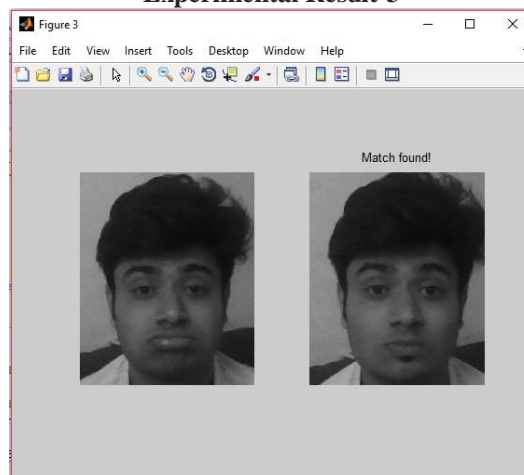 Experimental Result-3
Figure 3
File Edit View Insert Tools Desktop Window Help
Match found!